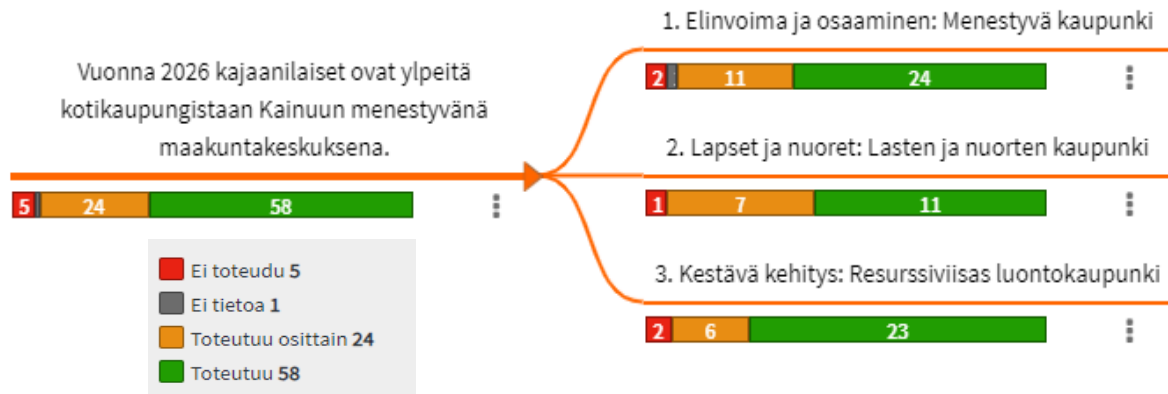 Vuonna 2026 kajaanilaiset ovat ylpeitä
kotikaupungistaan Kainuun menestyvänä
maakuntakeskuksena.
5 24 58
Ei toteudu 5
Ei tietoa 1
Toteutuu osittain 24
Toteutuu 58
1. Elinvoima ja osaaminen: Menestyvä kaupunki
2 11 24
2. Lapset ja nuoret: Lasten ja nuorten kaupunki
1 7 11
3. Kestävä kehitys: Resurssiviisas luontokaupunki
2 6 23